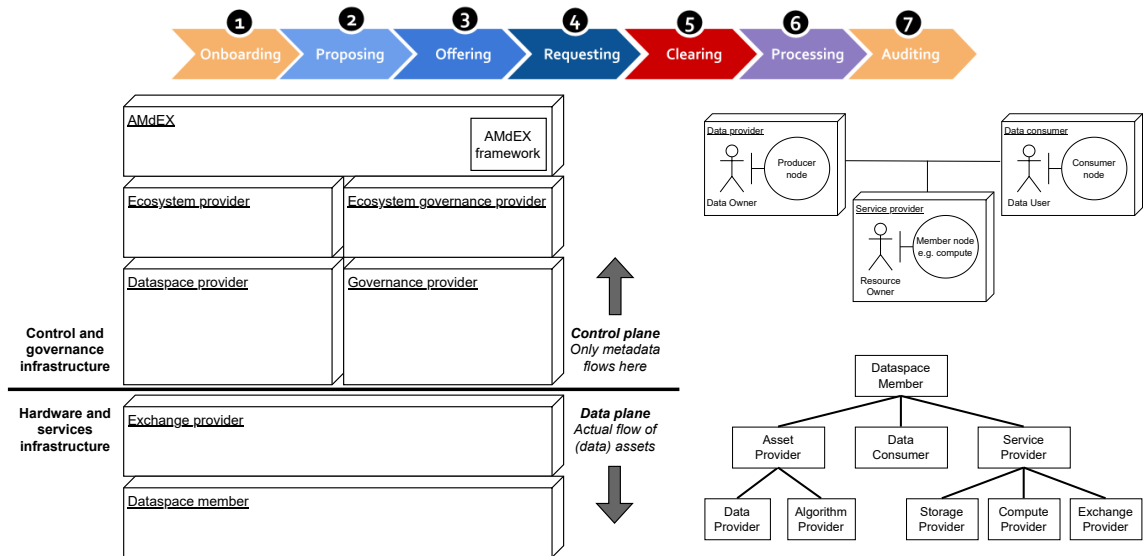 1 2 3 4 5 6 7
Onboarding Proposing Offering Requesting Clearing Processing Auditing
AMdEX
AMdEX
framework
Ecosystem provider
Ecosystem governance provider
Dataspace provider
Governance provider
Control and
governance
infrastructure
Control plane
Only metadata
flows here
Hardware and
services
infrastructure
Exchange provider
Data plane
Actual flow of
(data) assets
Dataspace member
Data provider
Producer
node
Data Owner
Data consumer
Consumer
node
Data User
Service provider
Member node
e.g. compute
Resource
Owner
Dataspace
Member
Asset
Provider
Data
Consumer
Service
Provider
Data
Provider
Algorithm
Provider
Storage
Provider
Compute
Provider
Exchange
Provider